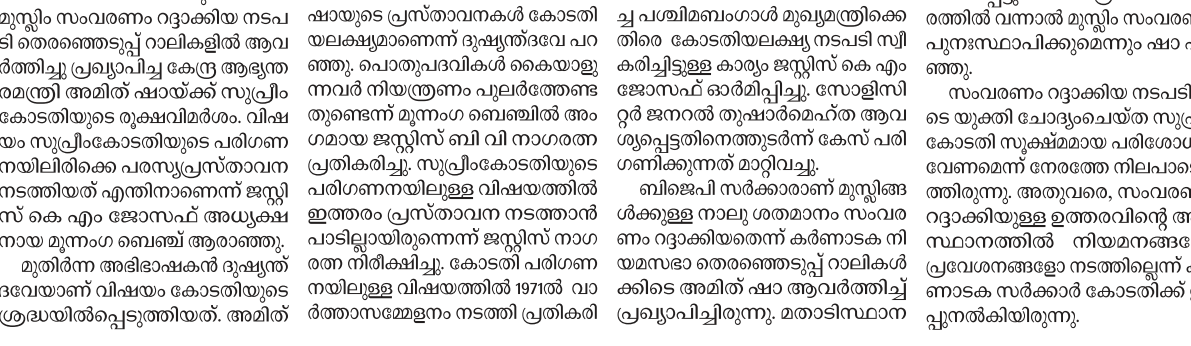 മുസ്ലിം സംവരണം റദ്ദാക്കിയ നടപ
ടി തെരഞ്ഞെടുപ്പ് റാലികളിൽ ആവ
ർത്തിച്ചു പ്രഖ്യാപിച്ച കേന്ദ്ര ആഭ്യന്ത
രമന്ത്രി അമിത് ഷായ്ക്ക് സുപ്രീം
കോടതിയുടെ രൂക്ഷവിമർശം. വിഷ
യം സുപ്രീംകോടതിയുടെ പരിഗണ
നയിലിരിക്കെ പരസ്യപ്രസ്താവന
നടത്തിയത് എന്തിനാണെന്ന് ജസ്റ്റി
സ് കെ എം ജോസഫ് അധ്യക്ഷ
നായ മൂന്നംഗ ബെഞ്ച് ആരാഞ്ഞു.
മുതിർന്ന അഭിഭാഷകൻ ദുഷ്യന്ത്
ദവേയാണ് വിഷയം കോടതിയുടെ
ശ്രദ്ധയിൽപ്പെടുത്തിയത്. അമിത്
ഷായുടെ പ്രസ്താവനകൾ കോടതി
യലക്ഷ്യമാണെന്ന് ദുഷ്യന്ത്ദവേ പറ
ഞ്ഞു. പൊതുപദവികൾ കൈയാളു
ന്നവർ നിയന്ത്രണം പുലർത്തേണ്ട
തുണ്ടെന്ന് മൂന്നംഗ ബെഞ്ചിൽ അം
ഗമായ ജസ്റ്റിസ് ബി വി നാഗരത്ന
പ്രതികരിച്ചു. സുപ്രീംകോടതിയുടെ
പരിഗണനയിലുള്ള വിഷയത്തിൽ
ഇത്തരം പ്രസ്താവന നടത്താൻ
പാടില്ലായിരുന്നെന്ന് ജസ്റ്റിസ് നാഗ
രത്ന നിരീക്ഷിച്ചു. കോടതി പരിഗണ
നയിലുള്ള വിഷയത്തിൽ 1971ൽ വാ
ർത്താസമ്മേളനം നടത്തി പ്രതികരി
ച്ച പശ്ചിമബംഗാൾ മുഖ്യമന്ത്രിക്കെ
തിരെ കോടതിയലക്ഷ്യ നടപടി സ്വീ
കരിച്ചിട്ടുള്ള കാര്യം ജസ്റ്റിസ് കെ എം
ജോസഫ് ഓർമിപ്പിച്ചു. സോളിസി
റ്റർ ജനറൽ തുഷാർമെഹ്ത ആവ
ശ്യപ്പെട്ടതിനെത്തുടർന്ന് കേസ് പരി
ഗണിക്കുന്നത് മാറ്റിവച്ചു.
ബിജെപി സർക്കാരാണ് മുസ്ലിങ്ങ
ൾക്കുള്ള നാലു ശതമാനം സംവര
ണം റദ്ദാക്കിയതെന്ന് കർണാടക നി
യമസഭാ തെരഞ്ഞെടുപ്പ് റാലികൾ
ക്കിടെ അമിത് ഷാ ആവർത്തിച്ച്
പ്രഖ്യാപിച്ചിരുന്നു. മതാടിസ്ഥാന
രത്തിൽ വന്നാൽ മുസ്ലിം സംവരണ
പുനഃസ്ഥാപിക്കുമെന്നും ഷാ
ഞ്ഞു.
സംവരണം റദ്ദാക്കിയ നടപടി
ടെ യുക്തി ചോദ്യംചെയ്ത സുപ്ര
കോടതി സൂക്ഷ്മമായ പരിശോ
വേണമെന്ന് നേരത്തേ നിലപാടെ
ത്തിരുന്നു. അതുവരെ, സംവരണ
റദ്ദാക്കിയുള്ള ഉത്തരവിന്റെ അ
സ്ഥാനത്തിൽ നിയമനങ്ങളേ
പ്രവേശനങ്ങളോ നടത്തില്ലെന്ന് ക
ണാടക സർക്കാർ കോടതിക്ക്
പ്പുനൽകിയിരുന്നു.